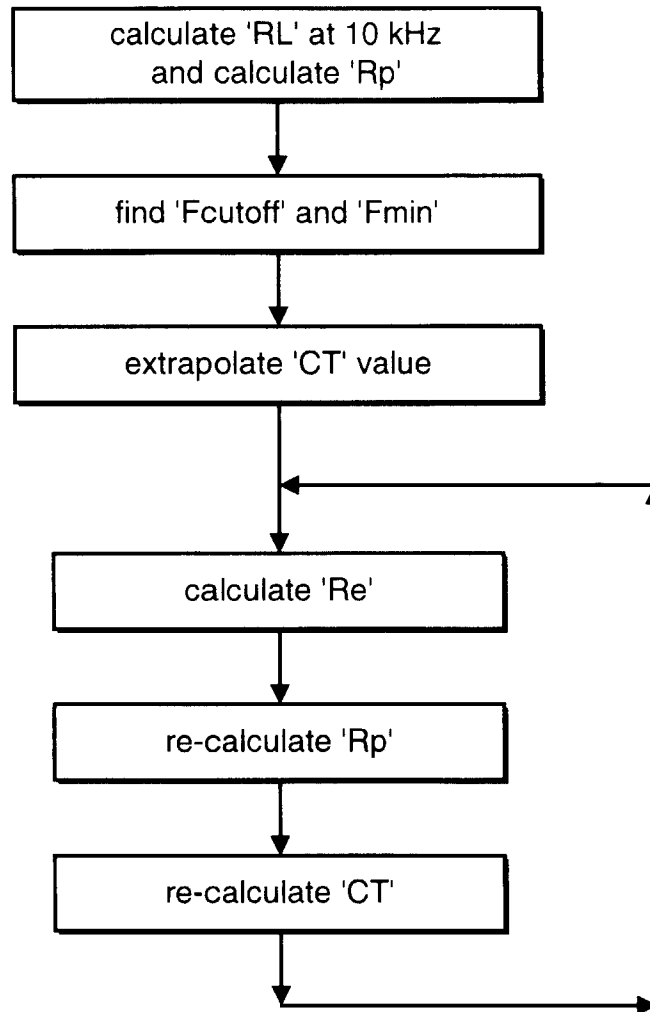 calculate 'RL' at 10 kHz
and calculate 'Rp'
find 'Fcutoff' and 'Fmin'
extrapolate 'CT' value
calculate 'Re'
re-calculate 'Rp'
re-calculate 'CT'